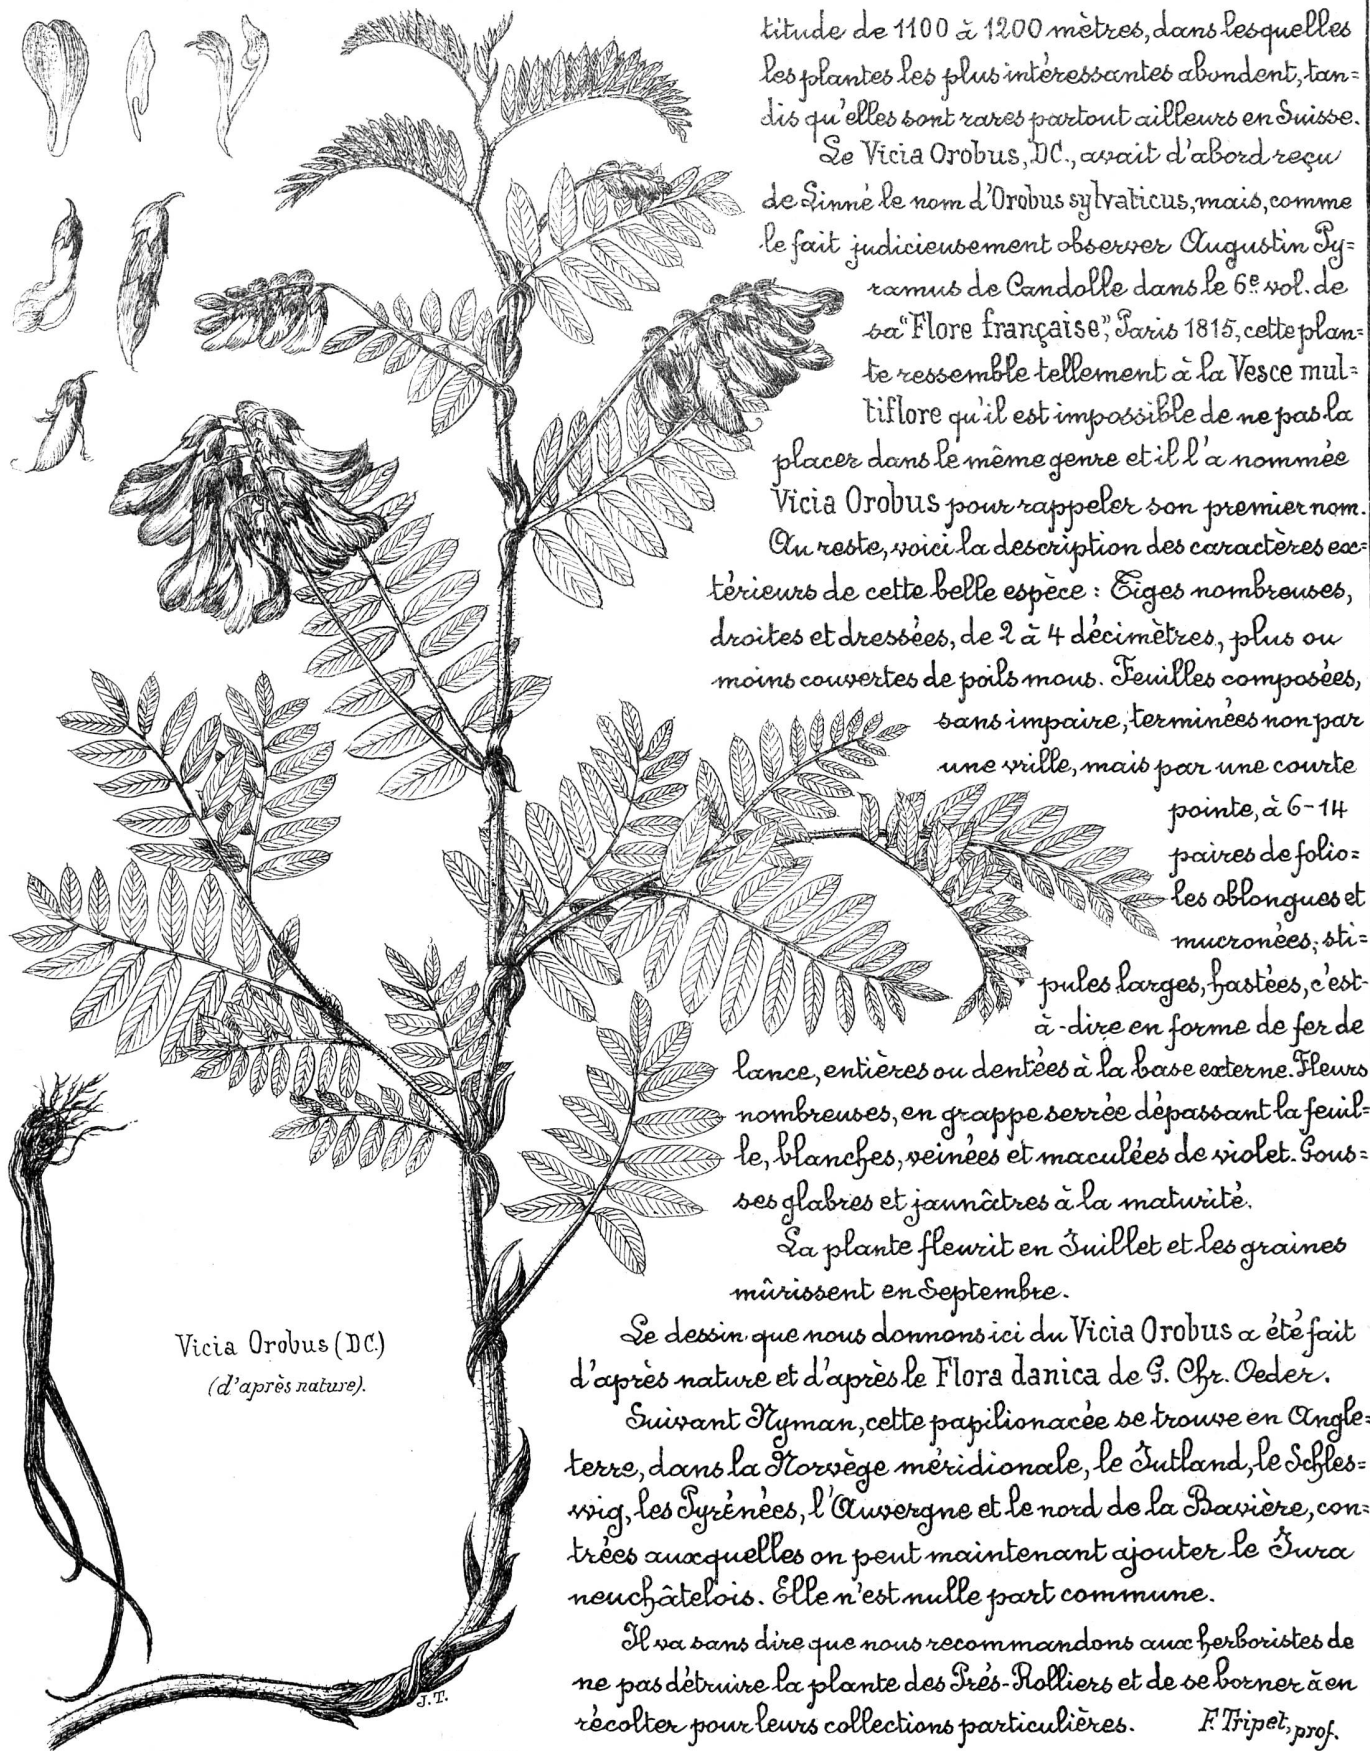 titude de 1100 à 1200 mètres, dans lesquelles
les plantes les plus intéressantes abondent, tan=
dis qu'elles sont rares partout ailleurs en Suisse.
Le Vicia Orobus, DC., avait d'abord reçu
de Linné le nom d'Orobus sylvaticus, mais, comme
le fait judicieusement observer Augustin Py=
ramus de Candolle dans le 6e vol. de
sa "Flore française", Paris 1815, cette plan=
te ressemble tellement à la Vesce mul=
tiflore qu'il est impossible de ne pas la
placer dans le même genre et il l'a nommée
Vicia Orobus pour rappeler son premier nom.
Au reste, voici la description des caractères ex=
térieurs de cette belle espèce : Tiges nombreuses,
droites et dressées, de 2 à 4 décimètres, plus ou
moins couvertes de poils mous. Feuilles composées,
sans impaire, terminées non par
une vrille, mais par une courte
pointe, à 6-14
paires de folio=
les oblongues et
mucronées; sti=
pules larges, hastées, c'est-
à-dire en forme de fer de
lance, entières ou dentées à la base externe. Fleurs
nombreuses, en grappe serrée dépassant la feuil=
le, blanches, veinées et maculées de violet. Gous=
ses glabres et jaunâtres à la maturité.
La plante fleurit en Juillet et les graines
mûrissent en Septembre.
Le dessin que nous donnons ici du Vicia Orobus a été fait
d'après nature et d'après le Flora danica de G. Chr. Oeder.
Suivant Nyman, cette papilionacée se trouve en Angle=
terre, dans la Norvège méridionale, le Jutland, le Schles=
wig, les Pyrénées, l'Auvergne et le nord de la Bavière, con=
trées auxquelles on peut maintenant ajouter le Jura
neuchâtelois. Elle n'est nulle part commune.
Il va sans dire que nous recommandons aux herboristes de
ne pas détruire la plante des Prés-Rolliers et de se borner à en
récolter pour leurs collections particulières. F. Tripet, prof.
Vicia Orobus (DC.)
(d'après nature).
J.T.